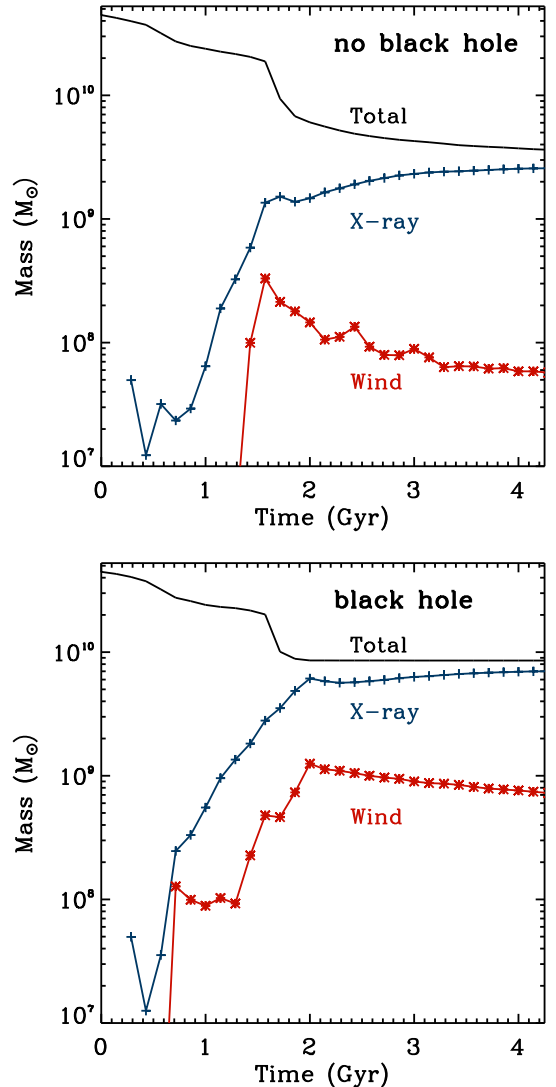 no black hole
10¹⁰
Total
Mass (M⊙)
10⁹
X-ray
10⁸
Wind
10⁷
0 1 2 3 4
Time (Gyr)
black hole
10¹⁰
Total
X-ray
Mass (M⊙)
10⁹
Wind
10⁸
10⁷
0 1 2 3 4
Time (Gyr)